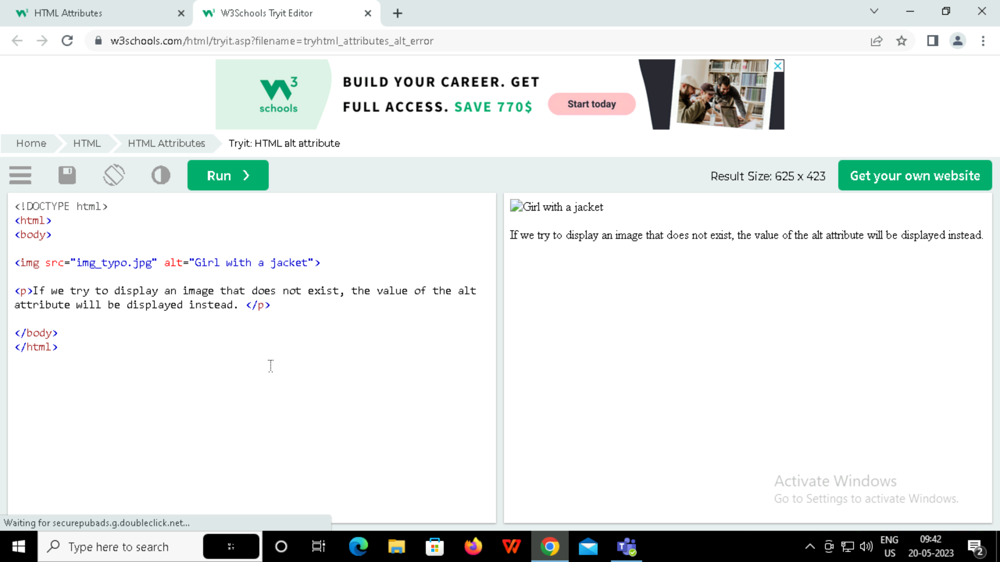 HTML Attributes
W3Schools Tryit Editor
w3schools.com/html/tryit.asp?filename=tryhtml_attributes_alt_error
W3 schools
BUILD YOUR CAREER. GET
FULL ACCESS. SAVE 770$
Start today
Home
HTML
HTML Attributes
Tryit: HTML alt attribute
Run
Result Size: 625 x 423
Get your own website
<!DOCTYPE html>
<html>
<body>
<img src="img_typo.jpg" alt="Girl with a jacket">
<p>If we try to display an image that does not exist, the value of the alt
attribute will be displayed instead. </p>
</body>
</html>
Girl with a jacket
If we try to display an image that does not exist, the value of the alt attribute will be displayed instead.
Activate Windows
Go to Settings to activate Windows.
Waiting for securepubads.g.doubleclick.net...
Type here to search
ENG
US
09:42
20-05-2023
2